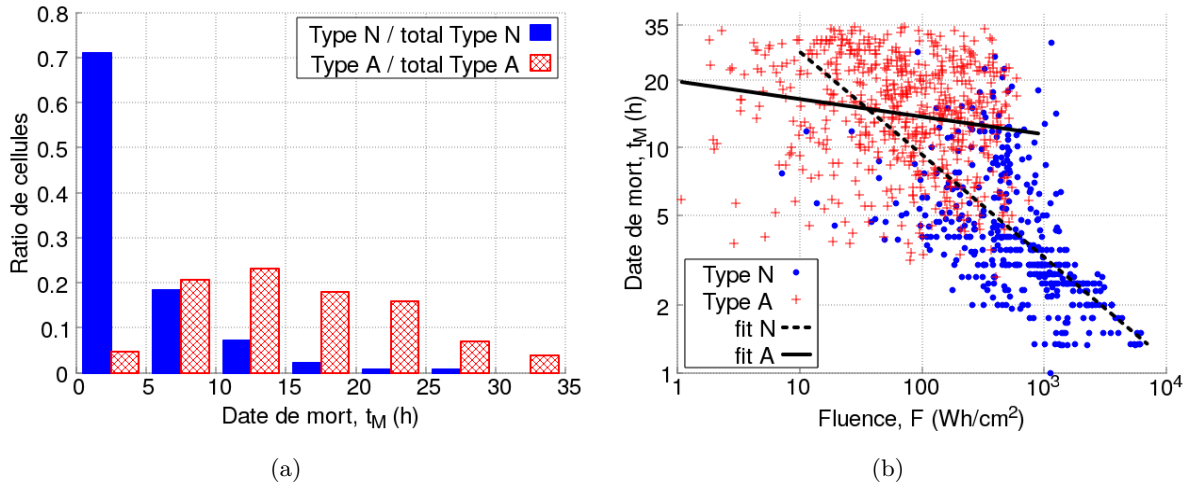 0.8
0.7
0.6
0.5
0.4
0.3
0.2
0.1
0
Ratio de cellules
Type N / total Type N
Type A / total Type A
0 5 10 15 20 25 30 35
Date de mort, t_M (h)
(a)
35
20
10
5
2
1
Date de mort, t_M (h)
Type N
Type A
fit N
fit A
1 10 100 10³ 10⁴
Fluence, F (Wh/cm²)
(b)